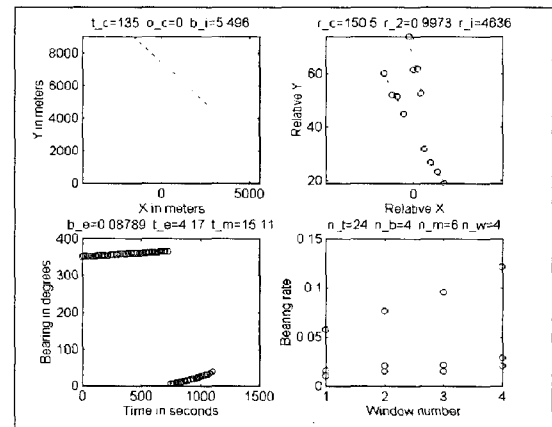 t_c=135 o_c=0 b_i=5 496
8000
6000
4000
2000
0
0
5000
Y in meters
X in meters
r_c=150 5 r_2=0 9973 r_i=4636
60
40
20
0
Relative Y
Relative X
b_e=0 08789 t_e=4 17 t_m=15 11
400
300
200
100
0
0
500
1000
1500
Bearing in degrees
Time in seconds
n_t=24 n_b=4 n_m=6 n_w=4
0 15
0 1
0 05
0
1
2
3
4
Bearing rate
Window number